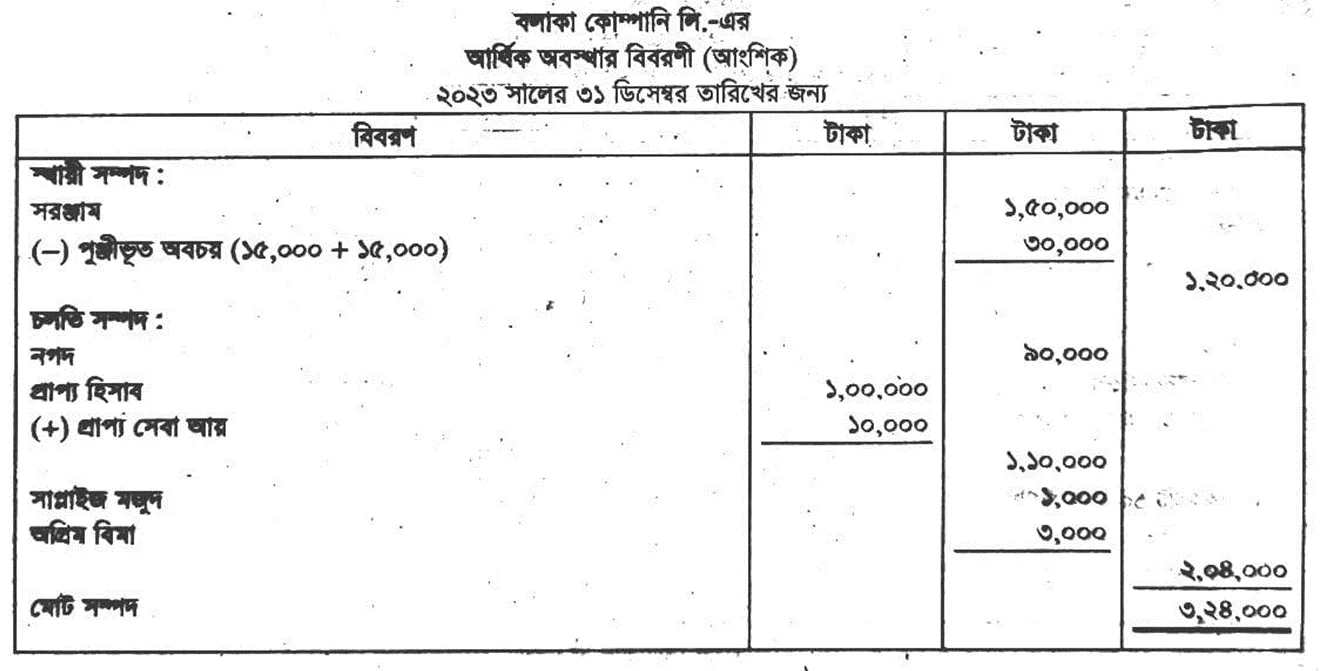 বলাকা কোম্পানি লি.-এর
আর্থিক অবস্থার বিবরণী (আংশিক)
২০২৩ সালের ৩১ ডিসেম্বর তারিখের জন্য
বিবরণ টাকা টাকা টাকা
স্থায়ী সম্পদ :
সরঞ্জাম ১,৫০,০০০
(–) পুঞ্জীভূত অবচয় (১৫,০০০ + ১৫,০০০) ৩০,০০০
১,২০,০০০
চলতি সম্পদ :
নগদ ৯০,০০০
প্রাপ্য হিসাব ১,০০,০০০
(+) প্রাপ্য সেবা আয় ১০,০০০
১,১০,০০০
সাপ্লাইজ মজুদ ১,০০০
অগ্রিম বিমা ৩,০০০
২,০৪,০০০
মোট সম্পদ ৩,২৪,০০০